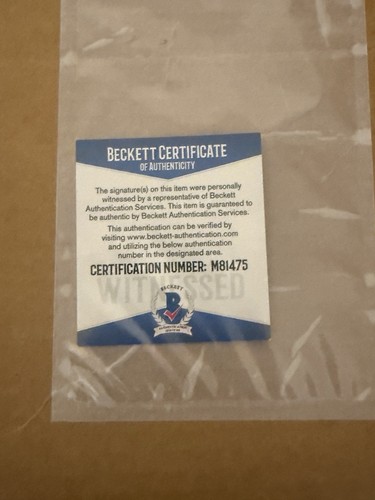 BECKETT CERTIFICATE
OF AUTHENTICITY
The signature(s) on this item were personally
witnessed by a representative of Beckett
Authentication Services. This item is guaranteed to
be authentic by Beckett Authentication Services.
This authentication can be verified by
visiting www.beckett-authentication.com
and utilizing the below authentication
number in the designated area.
CERTIFICATION NUMBER: M81475
WITNESSED
BECKETT
B